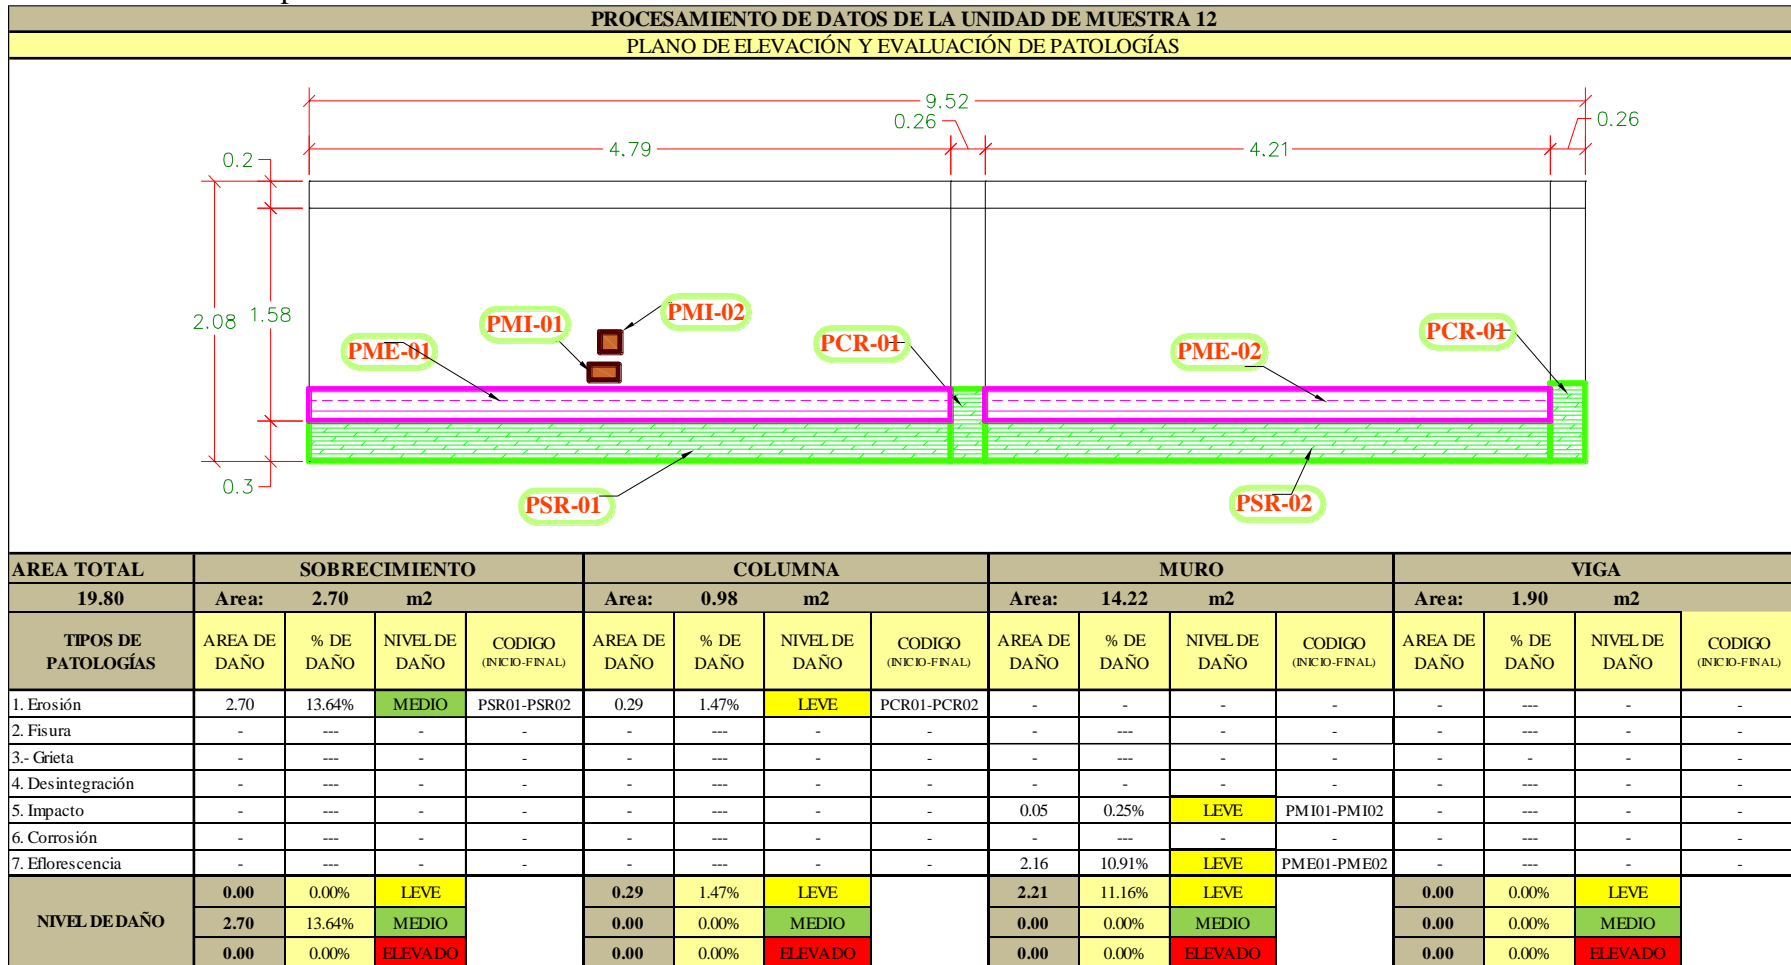 PROCESAMIENTO DE DATOS DE LA UNIDAD DE MUESTRA 12
PLANO DE ELEVACIÓN Y EVALUACIÓN DE PATOLOGÍAS
9.52
0.26
0.26
4.79
4.21
0.2
2.08
1.58
0.3
PMI-02
PMI-01
PCR-01
PCR-01
PME-01
PME-02
PSR-01
PSR-02
AREA TOTAL SOBRECIMIENTO COLUMNA MURO VIGA
19.80 Area: 2.70 m2 Area: 0.98 m2 Area: 14.22 m2 Area: 1.90 m2
TIPOS DE PATOLOGÍAS AREA DE DAÑO % DE DAÑO NIVEL DE DAÑO CODIGO (INICIO-FINAL) AREA DE DAÑO % DE DAÑO NIVEL DE DAÑO CODIGO (INICIO-FINAL) AREA DE DAÑO % DE DAÑO NIVEL DE DAÑO CODIGO (INICIO-FINAL) AREA DE DAÑO % DE DAÑO NIVEL DE DAÑO CODIGO (INICIO-FINAL)
1. Erosión 2.70 13.64% MEDIO PSR01-PSR02 0.29 1.47% LEVE PCR01-PCR02 - --- - - - --- - -
2. Fisura - --- - - - --- - - - --- - - - --- - -
3.- Grieta - --- - - - --- - - - --- - - - - - -
4. Desintegración - --- - - - --- - - - - - - - --- - -
5. Impacto - --- - - - --- - - 0.05 0.25% LEVE PMI01-PMI02 - --- - -
6. Corrosión - --- - - - --- - - - --- - - - --- - -
7. Eflorescencia - --- - - - --- - - 2.16 10.91% LEVE PME01-PME02 - --- - -
0.00 0.00% LEVE 0.29 1.47% LEVE 2.21 11.16% LEVE 0.00 0.00% LEVE
NIVEL DE DAÑO 2.70 13.64% MEDIO 0.00 0.00% MEDIO 0.00 0.00% MEDIO 0.00 0.00% MEDIO
0.00 0.00% ELEVADO 0.00 0.00% ELEVADO 0.00 0.00% ELEVADO 0.00 0.00% ELEVADO